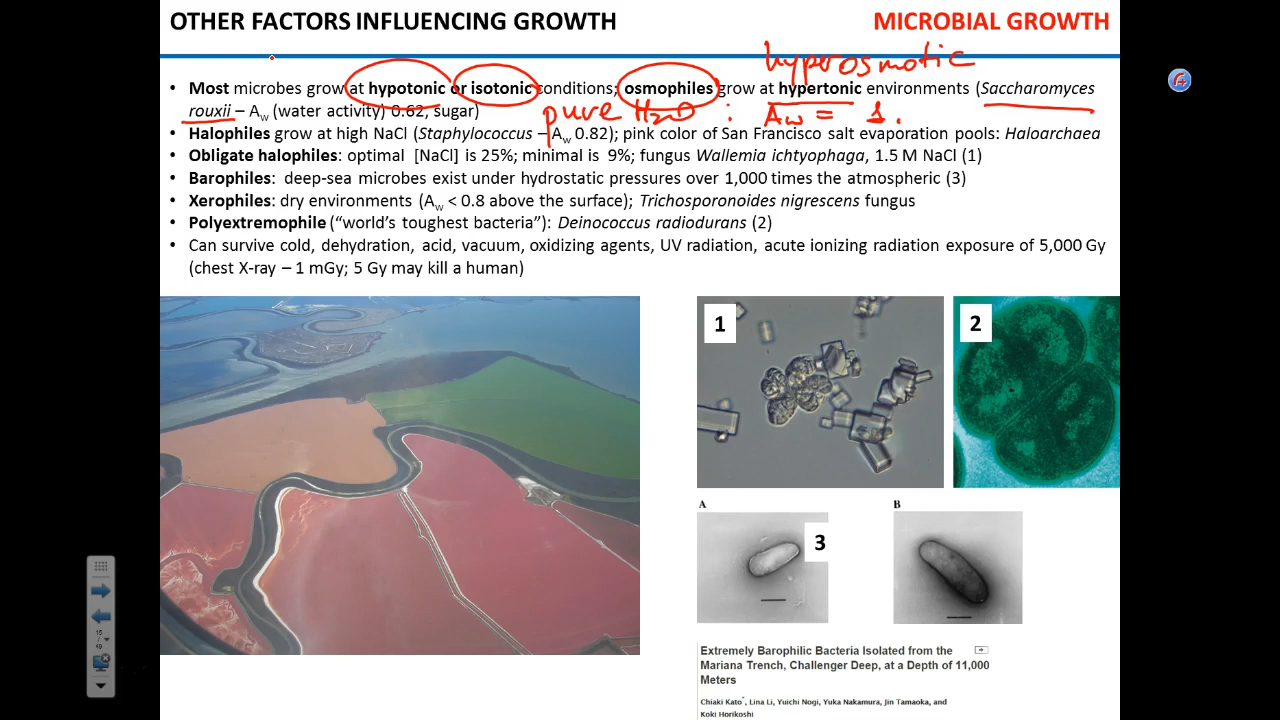 OTHER FACTORS INFLUENCING GROWTH
MICROBIAL GROWTH
hyperosmotic
• Most microbes grow at hypotonic or isotonic conditions; osmophiles grow at hypertonic environments (Saccharomyces
rouxii – Aw (water activity) 0.62, sugar)
pure H2O : Aw = 1.
• Halophiles grow at high NaCl (Staphylococcus – Aw 0.82); pink color of San Francisco salt evaporation pools: Haloarchaea
• Obligate halophiles: optimal [NaCl] is 25%; minimal is 9%; fungus Wallemia ichtyophaga, 1.5 M NaCl (1)
• Barophiles: deep-sea microbes exist under hydrostatic pressures over 1,000 times the atmospheric (3)
• Xerophiles: dry environments (Aw < 0.8 above the surface); Trichosporonoides nigrescens fungus
• Polyextremophile (“world’s toughest bacteria”): Deinococcus radiodurans (2)
• Can survive cold, dehydration, acid, vacuum, oxidizing agents, UV radiation, acute ionizing radiation exposure of 5,000 Gy
(chest X-ray – 1 mGy; 5 Gy may kill a human)
1
2
A
B
3
Extremely Barophilic Bacteria Isolated from the
Mariana Trench, Challenger Deep, at a Depth of 11,000
Meters
Chiaki Kato*, Lina Li, Yuichi Nogi, Yuka Nakamura, Jin Tamaoka, and
Koki Horikoshi
15
/